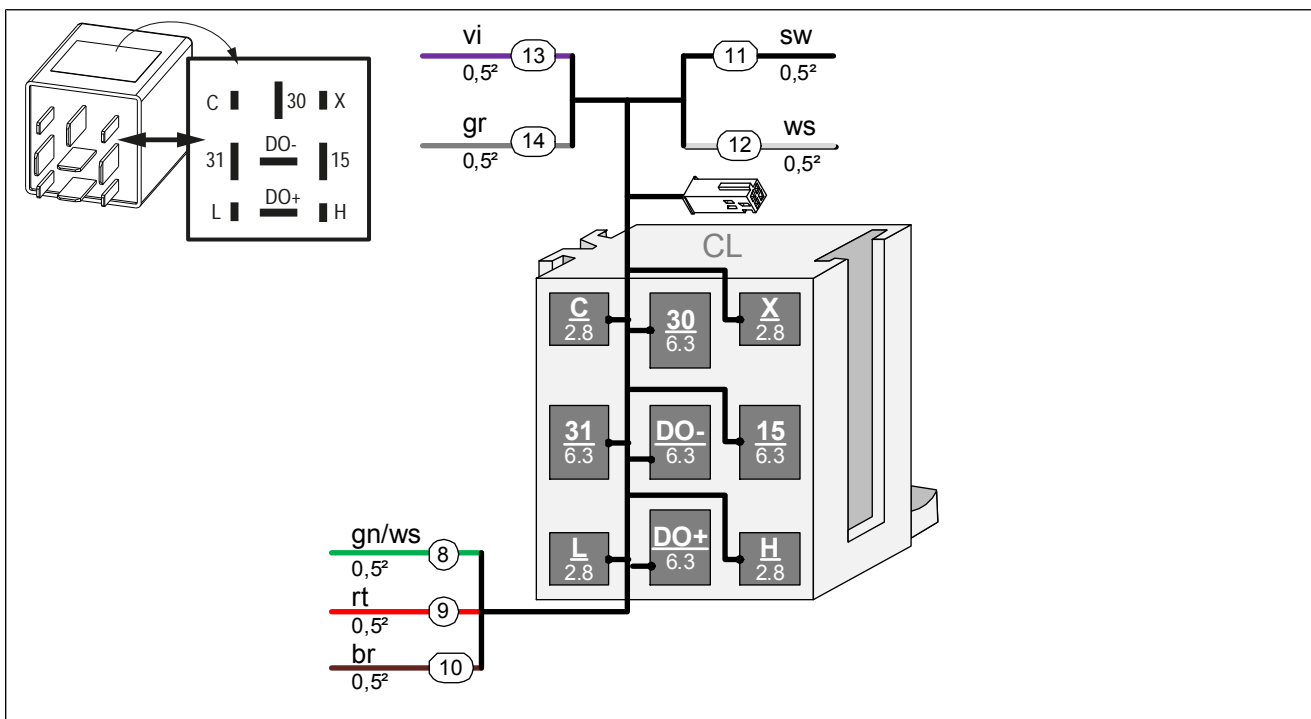 C 30 X
31 DO- 15
DO+
L H
vi 13
0,5²
gr 14
0,5²
11 sw
0,5²
12 ws
0,5²
CL
C 30 X
2.8 6.3 2.8
31 DO- 15
6.3 6.3 6.3
L DO+ H
2.8 6.3 2.8
gn/ws 8
0,5²
rt 9
0,5²
br 10
0,5²